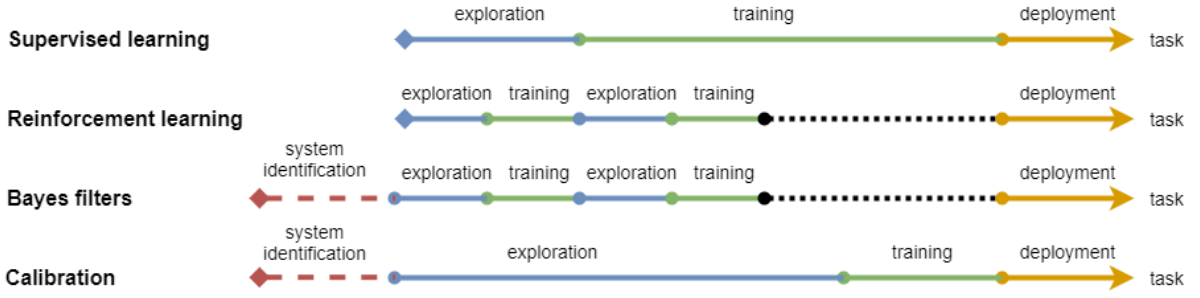 exploration training deployment
Supervised learning task
exploration training exploration training deployment
Reinforcement learning task
system
identification exploration training exploration training deployment
Bayes filters task
system
identification exploration training deployment
Calibration task